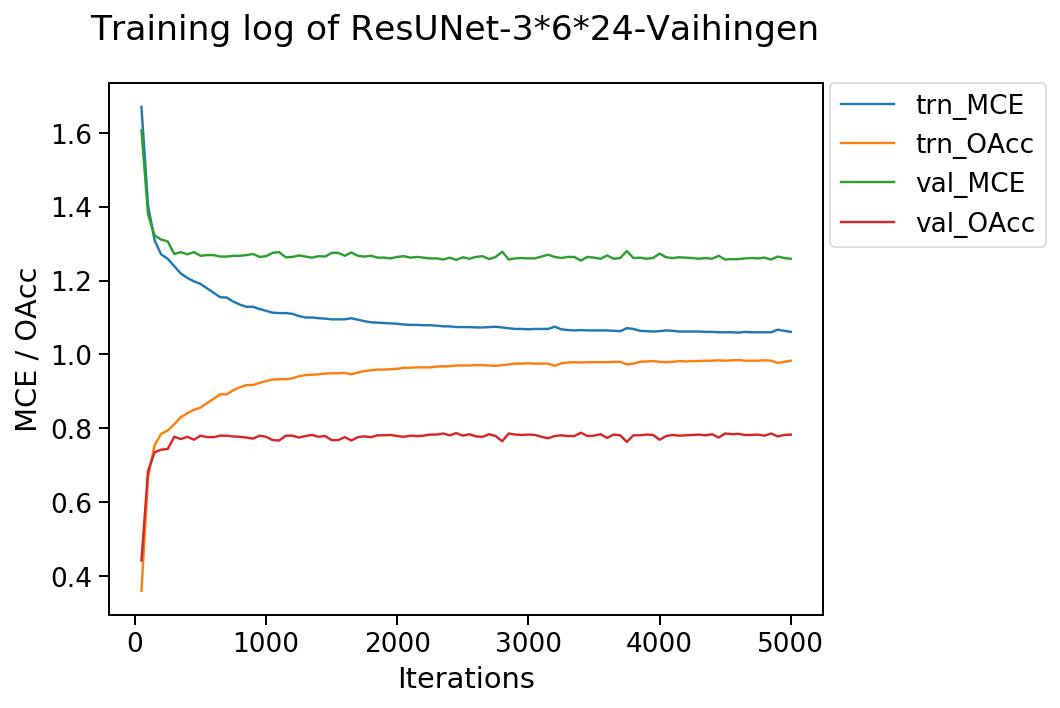 Training log of ResUNet-3*6*24-Vaihingen
trn_MCE
trn_OAcc
val_MCE
val_OAcc
MCE / OAcc
1.6
1.4
1.2
1.0
0.8
0.6
0.4
0 1000 2000 3000 4000 5000
Iterations